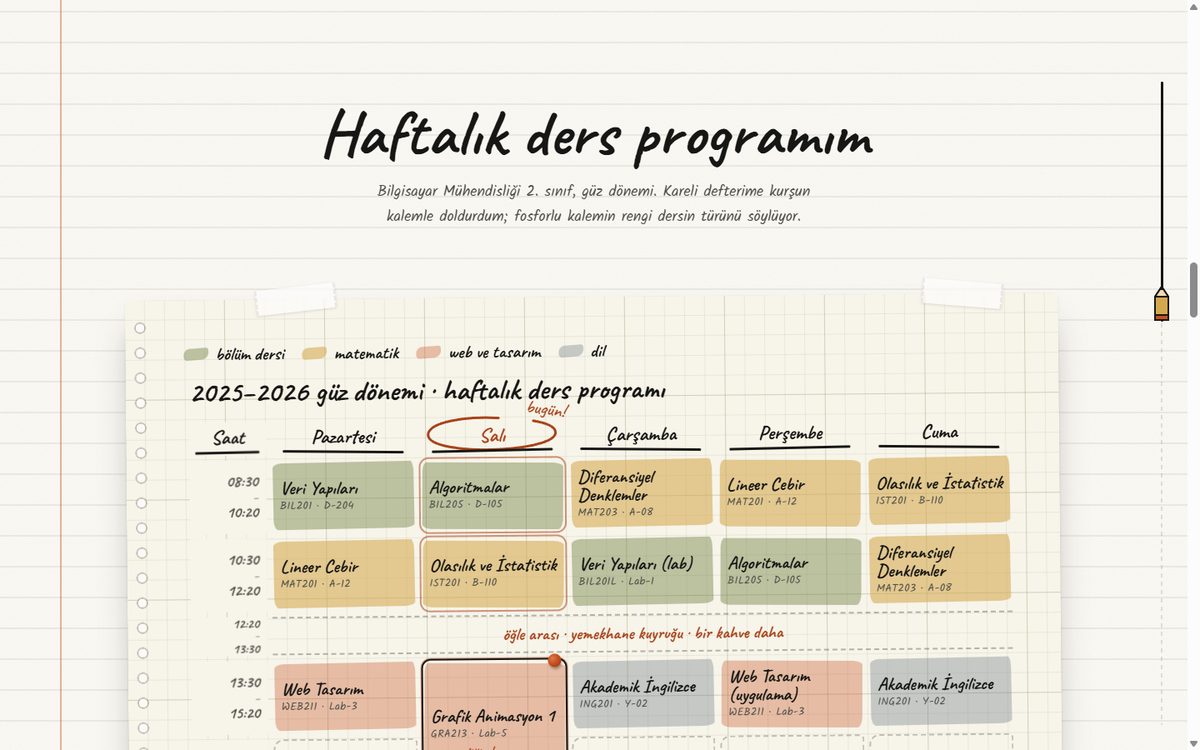 Haftalık ders programım
Bilgisayar Mühendisliği 2. sınıf, güz dönemi. Kareli defterime kurşun
kalemle doldurdum; fosforlu kalemin rengi dersin türünü söylüyor.
bölüm dersi matematik web ve tasarım dil
2025–2026 güz dönemi · haftalık ders programı
bugün!
Saat Pazartesi Salı Çarşamba Perşembe Cuma
08:30
–
10:20
Veri Yapıları
BIL201 · D-204
Algoritmalar
BIL205 · D-105
Diferansiyel
Denklemler
MAT203 · A-08
Lineer Cebir
MAT201 · A-12
Olasılık ve İstatistik
IST201 · B-110
10:30
–
12:20
Lineer Cebir
MAT201 · A-12
Olasılık ve İstatistik
IST201 · B-110
Veri Yapıları (lab)
BIL201L · Lab-1
Algoritmalar
BIL205 · D-105
Diferansiyel
Denklemler
MAT203 · A-08
12:20
–
13:30
öğle arası · yemekhane kuyruğu · bir kahve daha
13:30
–
15:20
Web Tasarım
WEB211 · Lab-3
Grafik Animasyon 1
GRA213 · Lab-5
Akademik İngilizce
ING201 · Y-02
Web Tasarım
(uygulama)
WEB211 · Lab-3
Akademik İngilizce
ING201 · Y-02